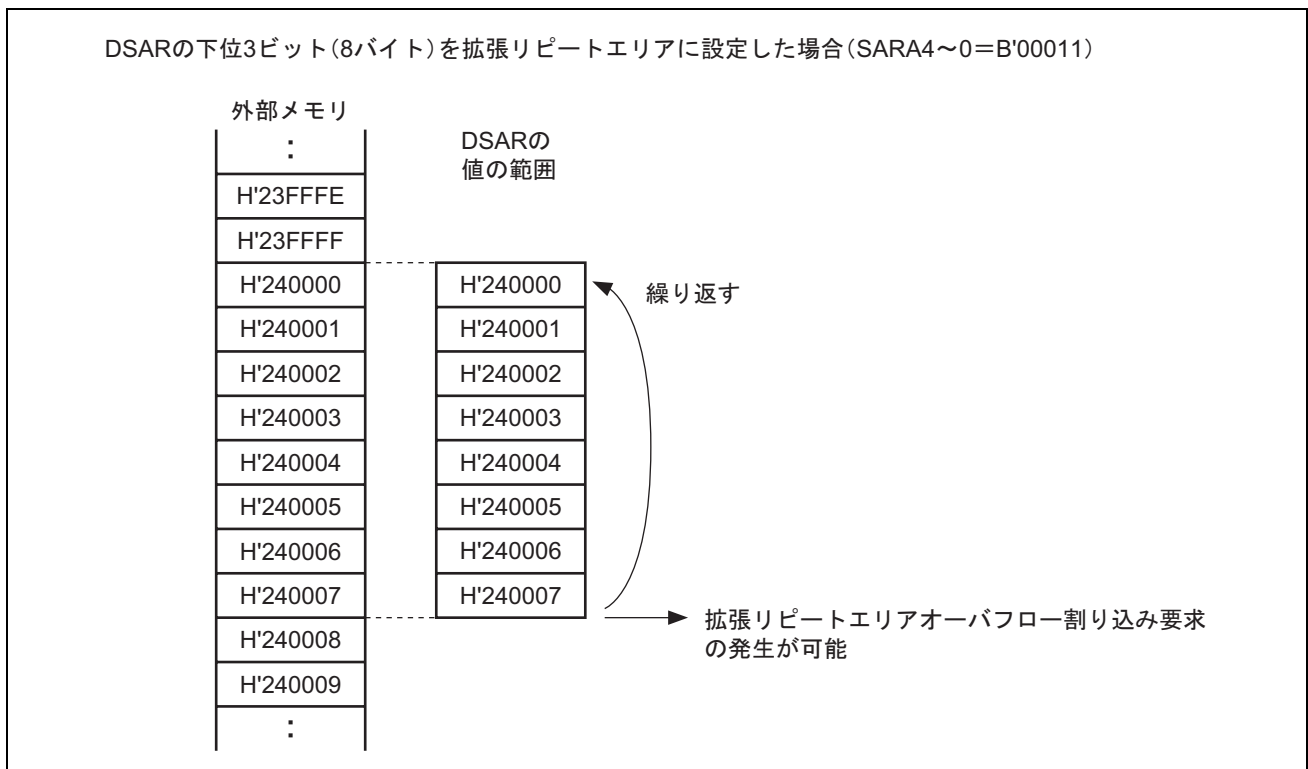 DSARの下位3ビット(8バイト)を拡張リピートエリアに設定した場合(SARA4～0＝B'00011)
外部メモリ
：
H'23FFFE
H'23FFFF
H'240000
H'240001
H'240002
H'240003
H'240004
H'240005
H'240006
H'240007
H'240008
H'240009
：
DSARの
値の範囲
H'240000
H'240001
H'240002
H'240003
H'240004
H'240005
H'240006
H'240007
繰り返す
拡張リピートエリアオーバフロー割り込み要求
の発生が可能